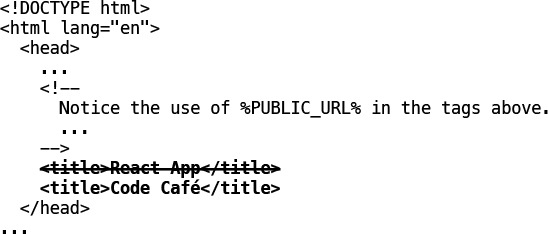 <!DOCTYPE html>
<html lang="en">
<head>
...
<!--
Notice the use of %PUBLIC_URL% in the tags above.
...
-->
<title>React App</title>
<title>Code Café</title>
</head>
...